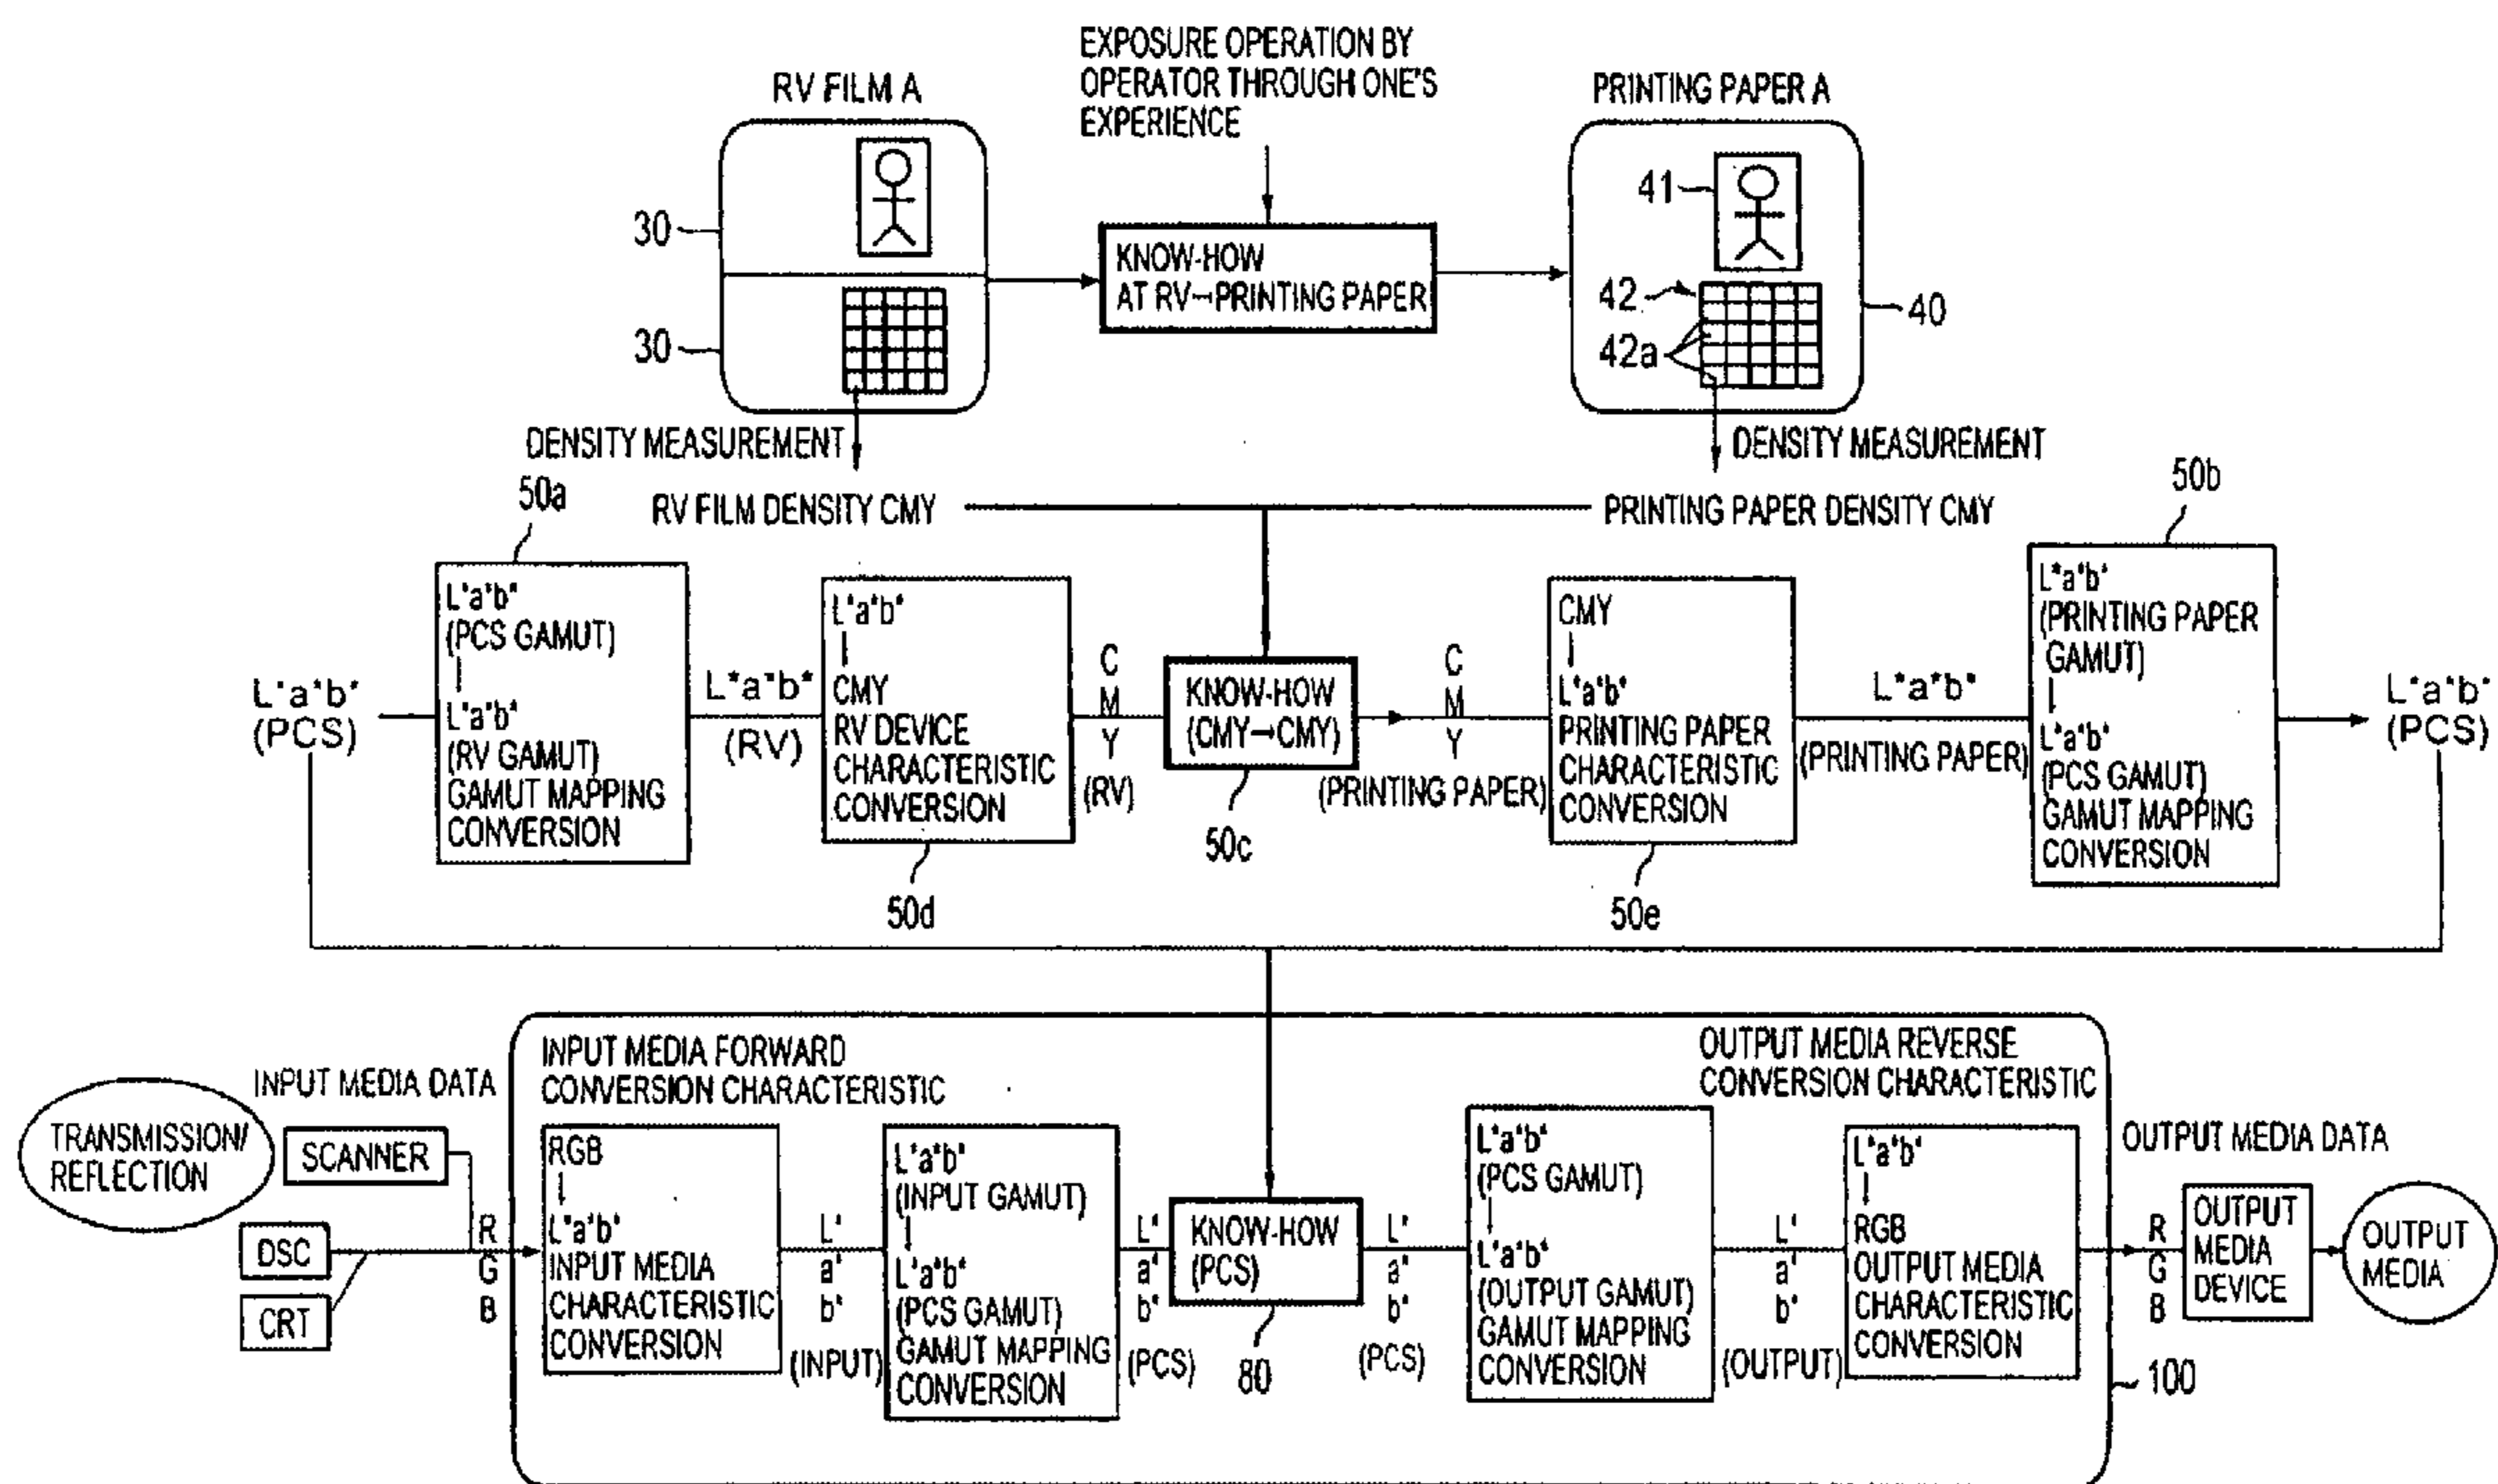 EXPOSURE OPERATION BY
OPERATOR THROUGH ONE'S
EXPERIENCE
RV FILM A
PRINTING PAPER A
30
30
KNOW-HOW
AT RV→PRINTING PAPER
41
42
42a
40
DENSITY MEASUREMENT
DENSITY MEASUREMENT
RV FILM DENSITY CMY
PRINTING PAPER DENSITY CMY
50a
50b
L*a*b*
(PCS)
L*a*b*
(PCS GAMUT)
L*a*b*
(RV GAMUT)
GAMUT MAPPING
CONVERSION
L*a*b*
(RV)
L*a*b*
CMY
RV DEVICE
CHARACTERISTIC
CONVERSION
50d
C
M
Y
(RV)
KNOW-HOW
(CMY→CMY)
50c
C
M
Y
(PRINTING PAPER)
CMY
L*a*b*
PRINTING PAPER
CHARACTERISTIC
CONVERSION
50e
L*a*b*
(PRINTING PAPER)
L*a*b*
(PRINTING PAPER
GAMUT)
L*a*b*
(PCS GAMUT)
GAMUT MAPPING
CONVERSION
L*a*b*
(PCS)
INPUT MEDIA DATA
INPUT MEDIA FORWARD
CONVERSION CHARACTERISTIC
OUTPUT MEDIA REVERSE
CONVERSION CHARACTERISTIC
OUTPUT MEDIA DATA
TRANSMISSION/
REFLECTION
SCANNER
DSC
CRT
R
G
B
RGB
L*a*b*
INPUT MEDIA
CHARACTERISTIC
CONVERSION
L*
a*
b*
(INPUT)
L*a*b*
(INPUT GAMUT)
L*a*b*
(PCS GAMUT)
GAMUT MAPPING
CONVERSION
L*
a*
b*
(PCS)
KNOW-HOW
(PCS)
80
L*
a*
b*
(PCS)
L*a*b*
(PCS GAMUT)
L*a*b*
(OUTPUT GAMUT)
GAMUT MAPPING
CONVERSION
L*
a*
b*
(OUTPUT)
L*a*b*
RGB
OUTPUT MEDIA
CHARACTERISTIC
CONVERSION
R
G
B
OUTPUT
MEDIA
DEVICE
OUTPUT
MEDIA
100